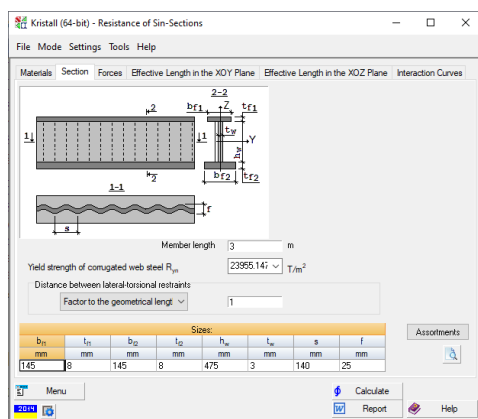 Kristall (64-bit) - Resistance of Sin-Sections
File Mode Settings Tools Help
Materials Section Forces Effective Length in the XOY Plane Effective Length in the XOZ Plane Interaction Curves
2-2
2 bf1 Z tf1
1 1 tw Y
hw
2 bf2 tf2
1-1
f
s
Member length 3 m
Yield strength of corrugated web steel Ryn 23955.147 T/m²
Distance between lateral-torsional restraints
Factor to the geometrical lengt 1
Sizes:
bf1 tf1 bf2 tf2 hw tw s f
mm mm mm mm mm mm mm mm
145 8 145 8 475 3 140 25
Assortments
Menu Calculate
2014 Report Help